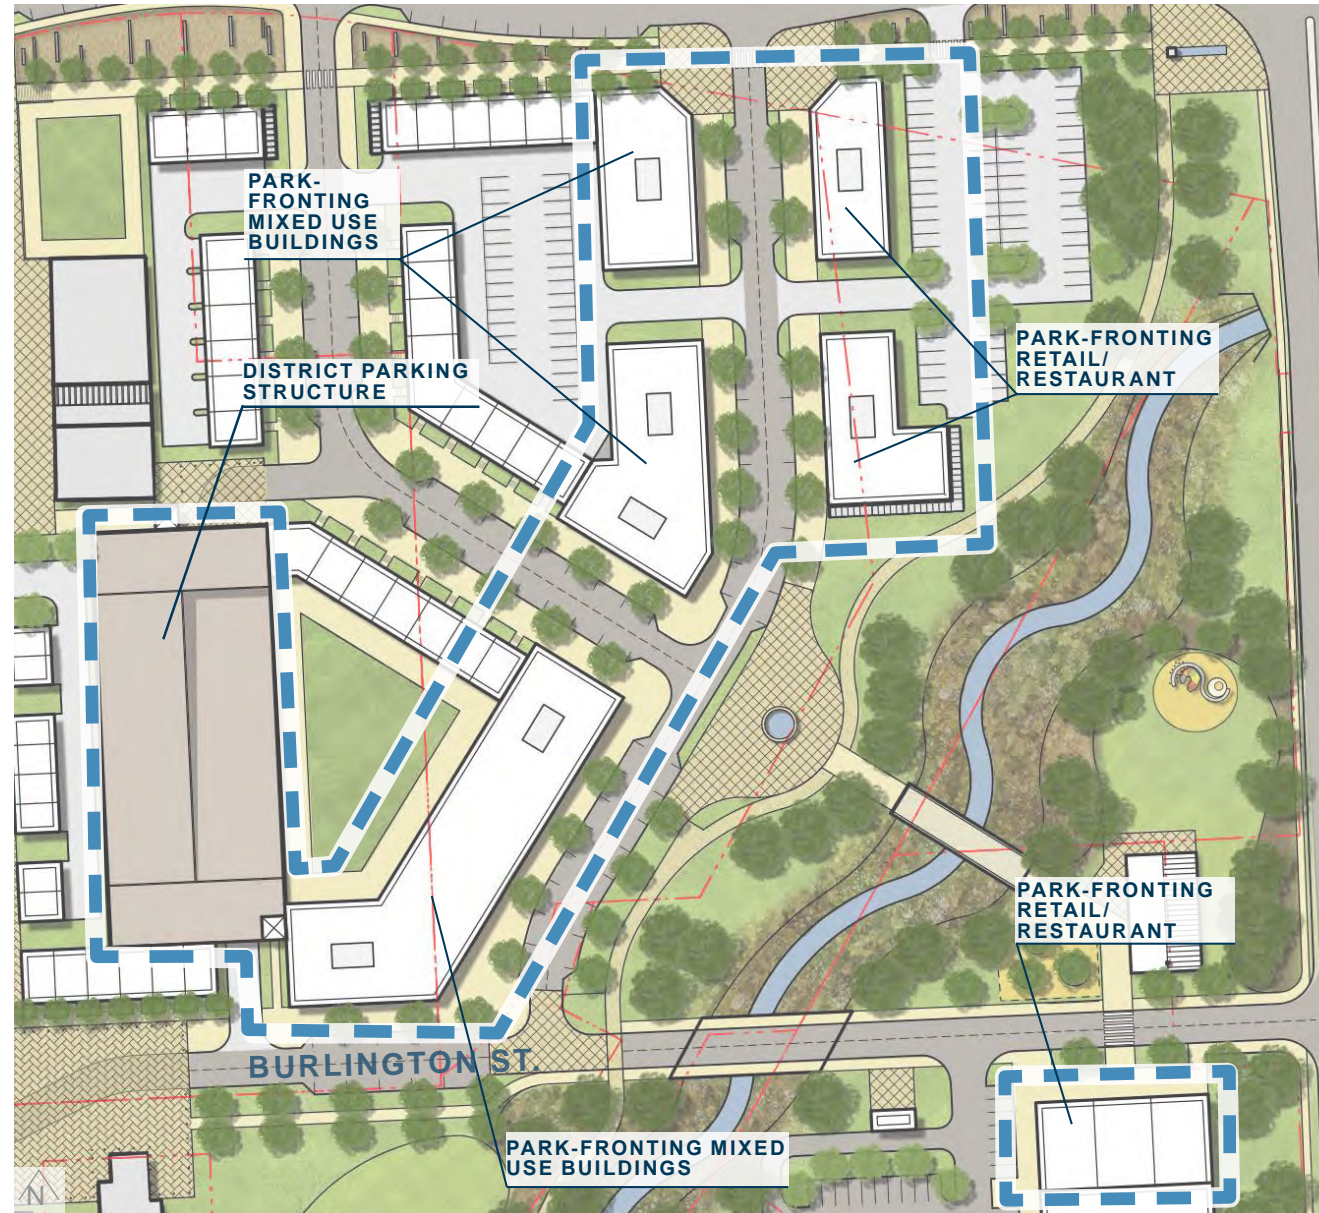 PARK-
FRONTING
MIXED USE
BUILDINGS
DISTRICT PARKING
STRUCTURE
PARK-FRONTING
RETAIL/
RESTAURANT
PARK-FRONTING
RETAIL/
RESTAURANT
BURLINGTON ST.
PARK-FRONTING MIXED
USE BUILDINGS
N